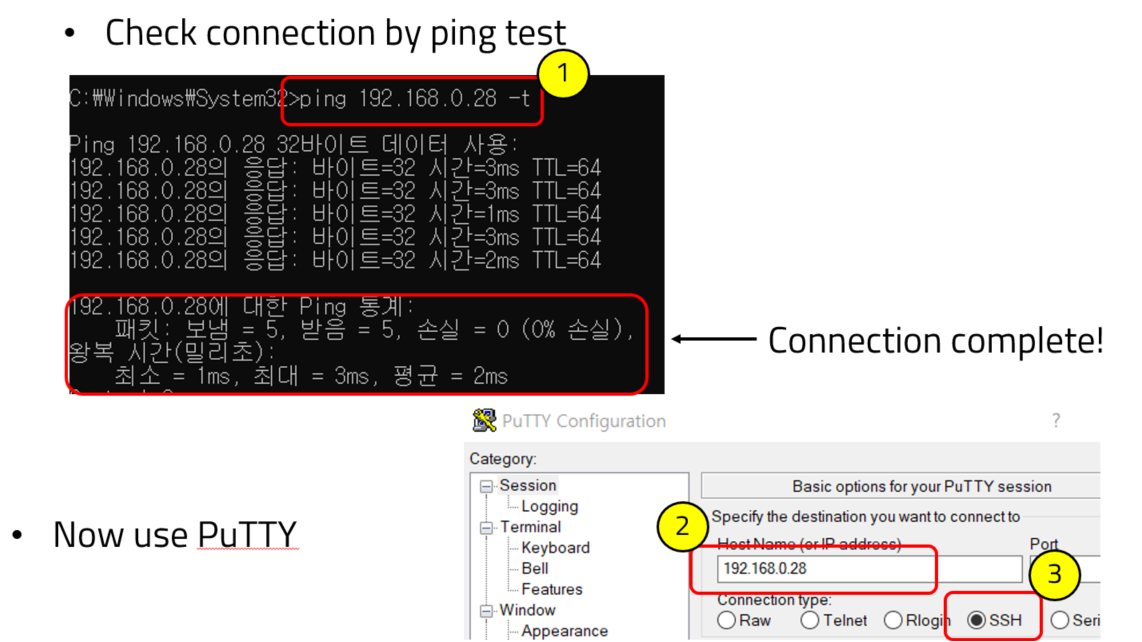 • Check connection by ping test
1
C:₩Windows₩System32>ping 192.168.0.28 -t
Ping 192.168.0.28 32바이트 데이터 사용:
192.168.0.28의 응답: 바이트=32 시간=3ms TTL=64
192.168.0.28의 응답: 바이트=32 시간=3ms TTL=64
192.168.0.28의 응답: 바이트=32 시간=1ms TTL=64
192.168.0.28의 응답: 바이트=32 시간=3ms TTL=64
192.168.0.28의 응답: 바이트=32 시간=2ms TTL=64
192.168.0.28에 대한 Ping 통계:
패킷: 보냄 = 5, 받음 = 5, 손실 = 0 (0% 손실),
왕복 시간(밀리초):
최소 = 1ms, 최대 = 3ms, 평균 = 2ms
Connection complete!
• Now use PuTTY
PuTTY Configuration ?
Category:
Session
Logging
Terminal
Keyboard
Bell
Features
Window
Appearance
Basic options for your PuTTY session
Specify the destination you want to connect to
2
Host Name (or IP address) Port
192.168.0.28
3
Connection type:
Raw Telnet Rlogin SSH